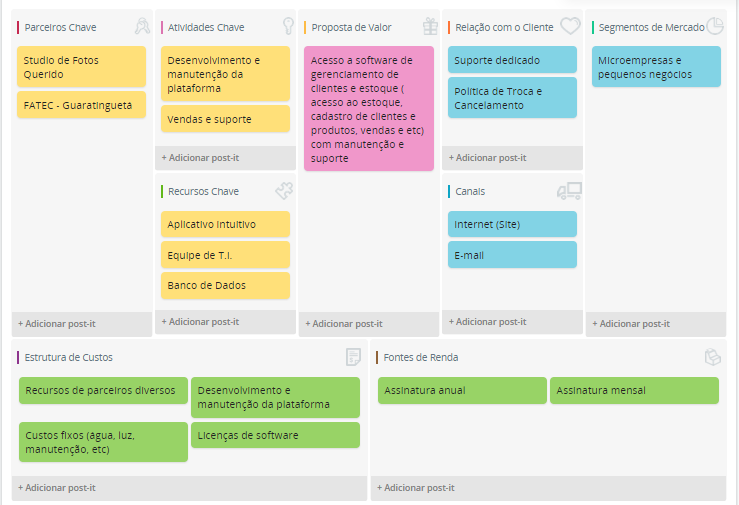 Parceiros Chave
Studio de Fotos
Querido
FATEC - Guaratinguetá
+ Adicionar post-it
Atividades Chave
Desenvolvimento e
manutenção da
plataforma
Vendas e suporte
+ Adicionar post-it
Recursos Chave
Aplicativo intuitivo
Equipe de T.I.
Banco de Dados
+ Adicionar post-it
Proposta de Valor
Acesso a software de
gerenciamento de
clientes e estoque (
acesso ao estoque,
cadastro de clientes e
produtos, vendas e etc)
com manutenção e
suporte
+ Adicionar post-it
Relação com o Cliente
Suporte dedicado
Política de Troca e
Cancelamento
+ Adicionar post-it
Canais
Internet (Site)
E-mail
+ Adicionar post-it
Segmentos de Mercado
Microempresas e
pequenos negócios
+ Adicionar post-it
Estrutura de Custos
Recursos de parceiros diversos
Desenvolvimento e
manutenção da plataforma
Custos fixos (água, luz,
manutenção, etc)
Licenças de software
+ Adicionar post-it
Fontes de Renda
Assinatura anual
Assinatura mensal
+ Adicionar post-it